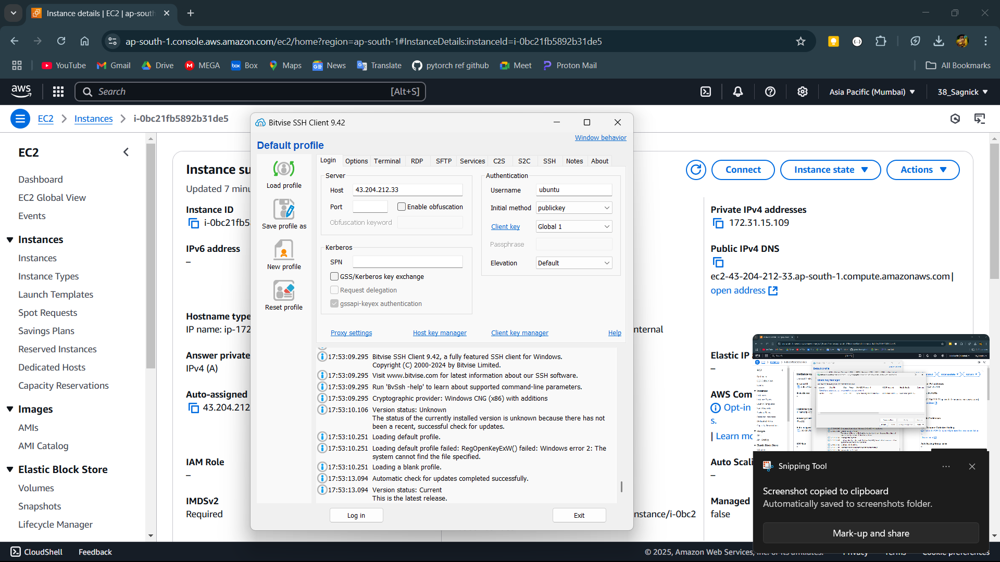 Instance details | EC2 | ap-south
ap-south-1.console.aws.amazon.com/ec2/home?region=ap-south-1#InstanceDetails:instanceId=i-0bc21fb5892b31de5
YouTube
Gmail
Drive
MEGA
Box
Maps
News
Translate
pytorch ref github
Meet
Proton Mail
All Bookmarks
aws
Search
[Alt+S]
Asia Pacific (Mumbai)
38_Sagnick
EC2
Instances
i-0bc21fb5892b31de5
EC2
Dashboard
EC2 Global View
Events
Instances
Instances
Instance Types
Launch Templates
Spot Requests
Savings Plans
Reserved Instances
Dedicated Hosts
Capacity Reservations
Images
AMIs
AMI Catalog
Elastic Block Store
Volumes
Snapshots
Lifecycle Manager
Instance su
Updated 7 minu
Instance ID
i-0bc21fb5
IPv6 address
–
Hostname type
IP name: ip-172
Answer private
IPv4 (A)
Auto-assigned
43.204.212
IAM Role
–
IMDSv2
Required
Bitvise SSH Client 9.42
Default profile
Window behavior
Load profile
Save profile as
New profile
Reset profile
Login
Options
Terminal
RDP
SFTP
Services
C2S
S2C
SSH
Notes
About
Server
Host 43.204.212.33
Port
Enable obfuscation
Obfuscation keyword
Kerberos
SPN
GSS/Kerberos key exchange
Request delegation
gssapi-keyex authentication
Authentication
Username ubuntu
Initial method publickey
Client key Global 1
Passphrase
Elevation Default
Proxy settings
Host key manager
Client key manager
Help
17:53:09.295 Bitvise SSH Client 9.42, a fully featured SSH client for Windows.
Copyright (C) 2000-2024 by Bitvise Limited.
17:53:09.295 Visit www.bitvise.com for latest information about our SSH software.
17:53:09.295 Run 'BvSsh -help' to learn about supported command-line parameters.
17:53:09.295 Cryptographic provider: Windows CNG (x86) with additions
17:53:10.106 Version status: Unknown
The status of the currently installed version is unknown because there has not
been a recent, successful check for updates.
17:53:10.251 Loading default profile.
17:53:10.251 Loading default profile failed: RegOpenKeyExW() failed: Windows error 2: The
system cannot find the file specified.
17:53:10.251 Loading a blank profile.
17:53:13.094 Automatic check for updates completed successfully.
17:53:13.094 Version status: Current
This is the latest release.
Log in
Exit
nternal
nstance/i-0bc2
Connect
Instance state
Actions
Private IPv4 addresses
172.31.15.109
Public IPv4 DNS
ec2-43-204-212-33.ap-south-1.compute.amazonaws.com |
open address
Elastic IP
–
AWS Com
Opt-in
s.
| Learn mo
Auto Scali
–
Managed
false
Snipping Tool
Screenshot copied to clipboard
Automatically saved to screenshots folder.
Mark-up and share
CloudShell
Feedback
© 2025, Amazon Web Services, Inc. or its affiliates.
Privacy
Terms
Cookie preferences